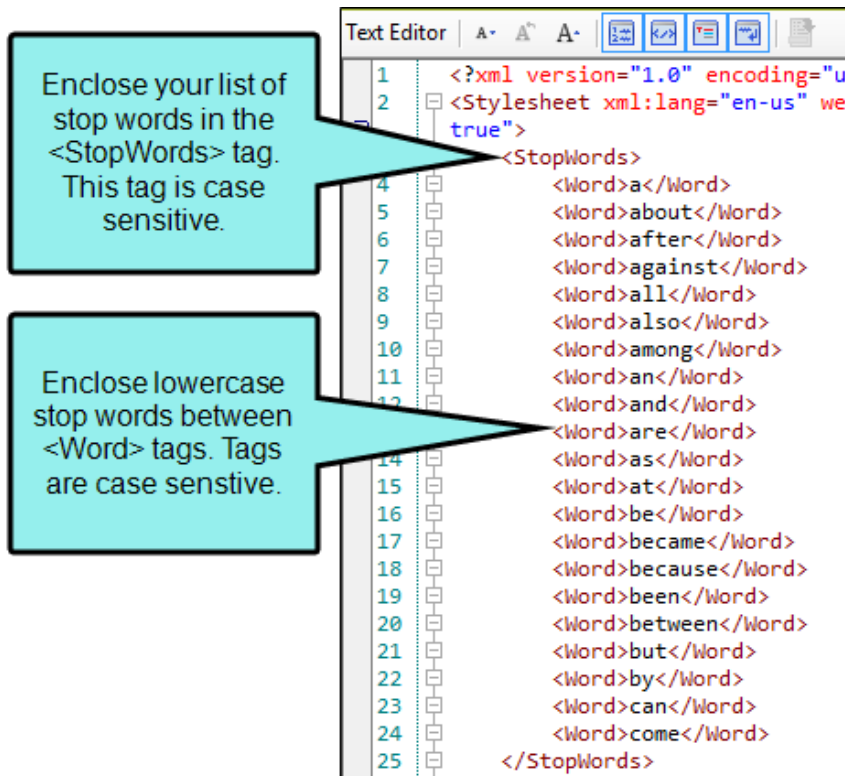 Text Editor
Enclose your list of
stop words in the
<StopWords> tag.
This tag is case
sensitive.
Enclose lowercase
stop words between
<Word> tags. Tags
are case senstive.
1 <?xml version="1.0" encoding="u
2 <Stylesheet xml:lang="en-us" we
true">
<StopWords>
4 <Word>a</Word>
5 <Word>about</Word>
6 <Word>after</Word>
7 <Word>against</Word>
8 <Word>all</Word>
9 <Word>also</Word>
10 <Word>among</Word>
11 <Word>an</Word>
12 <Word>and</Word>
<Word>are</Word>
14 <Word>as</Word>
15 <Word>at</Word>
16 <Word>be</Word>
17 <Word>became</Word>
18 <Word>because</Word>
19 <Word>been</Word>
20 <Word>between</Word>
21 <Word>but</Word>
22 <Word>by</Word>
23 <Word>can</Word>
24 <Word>come</Word>
25 </StopWords>